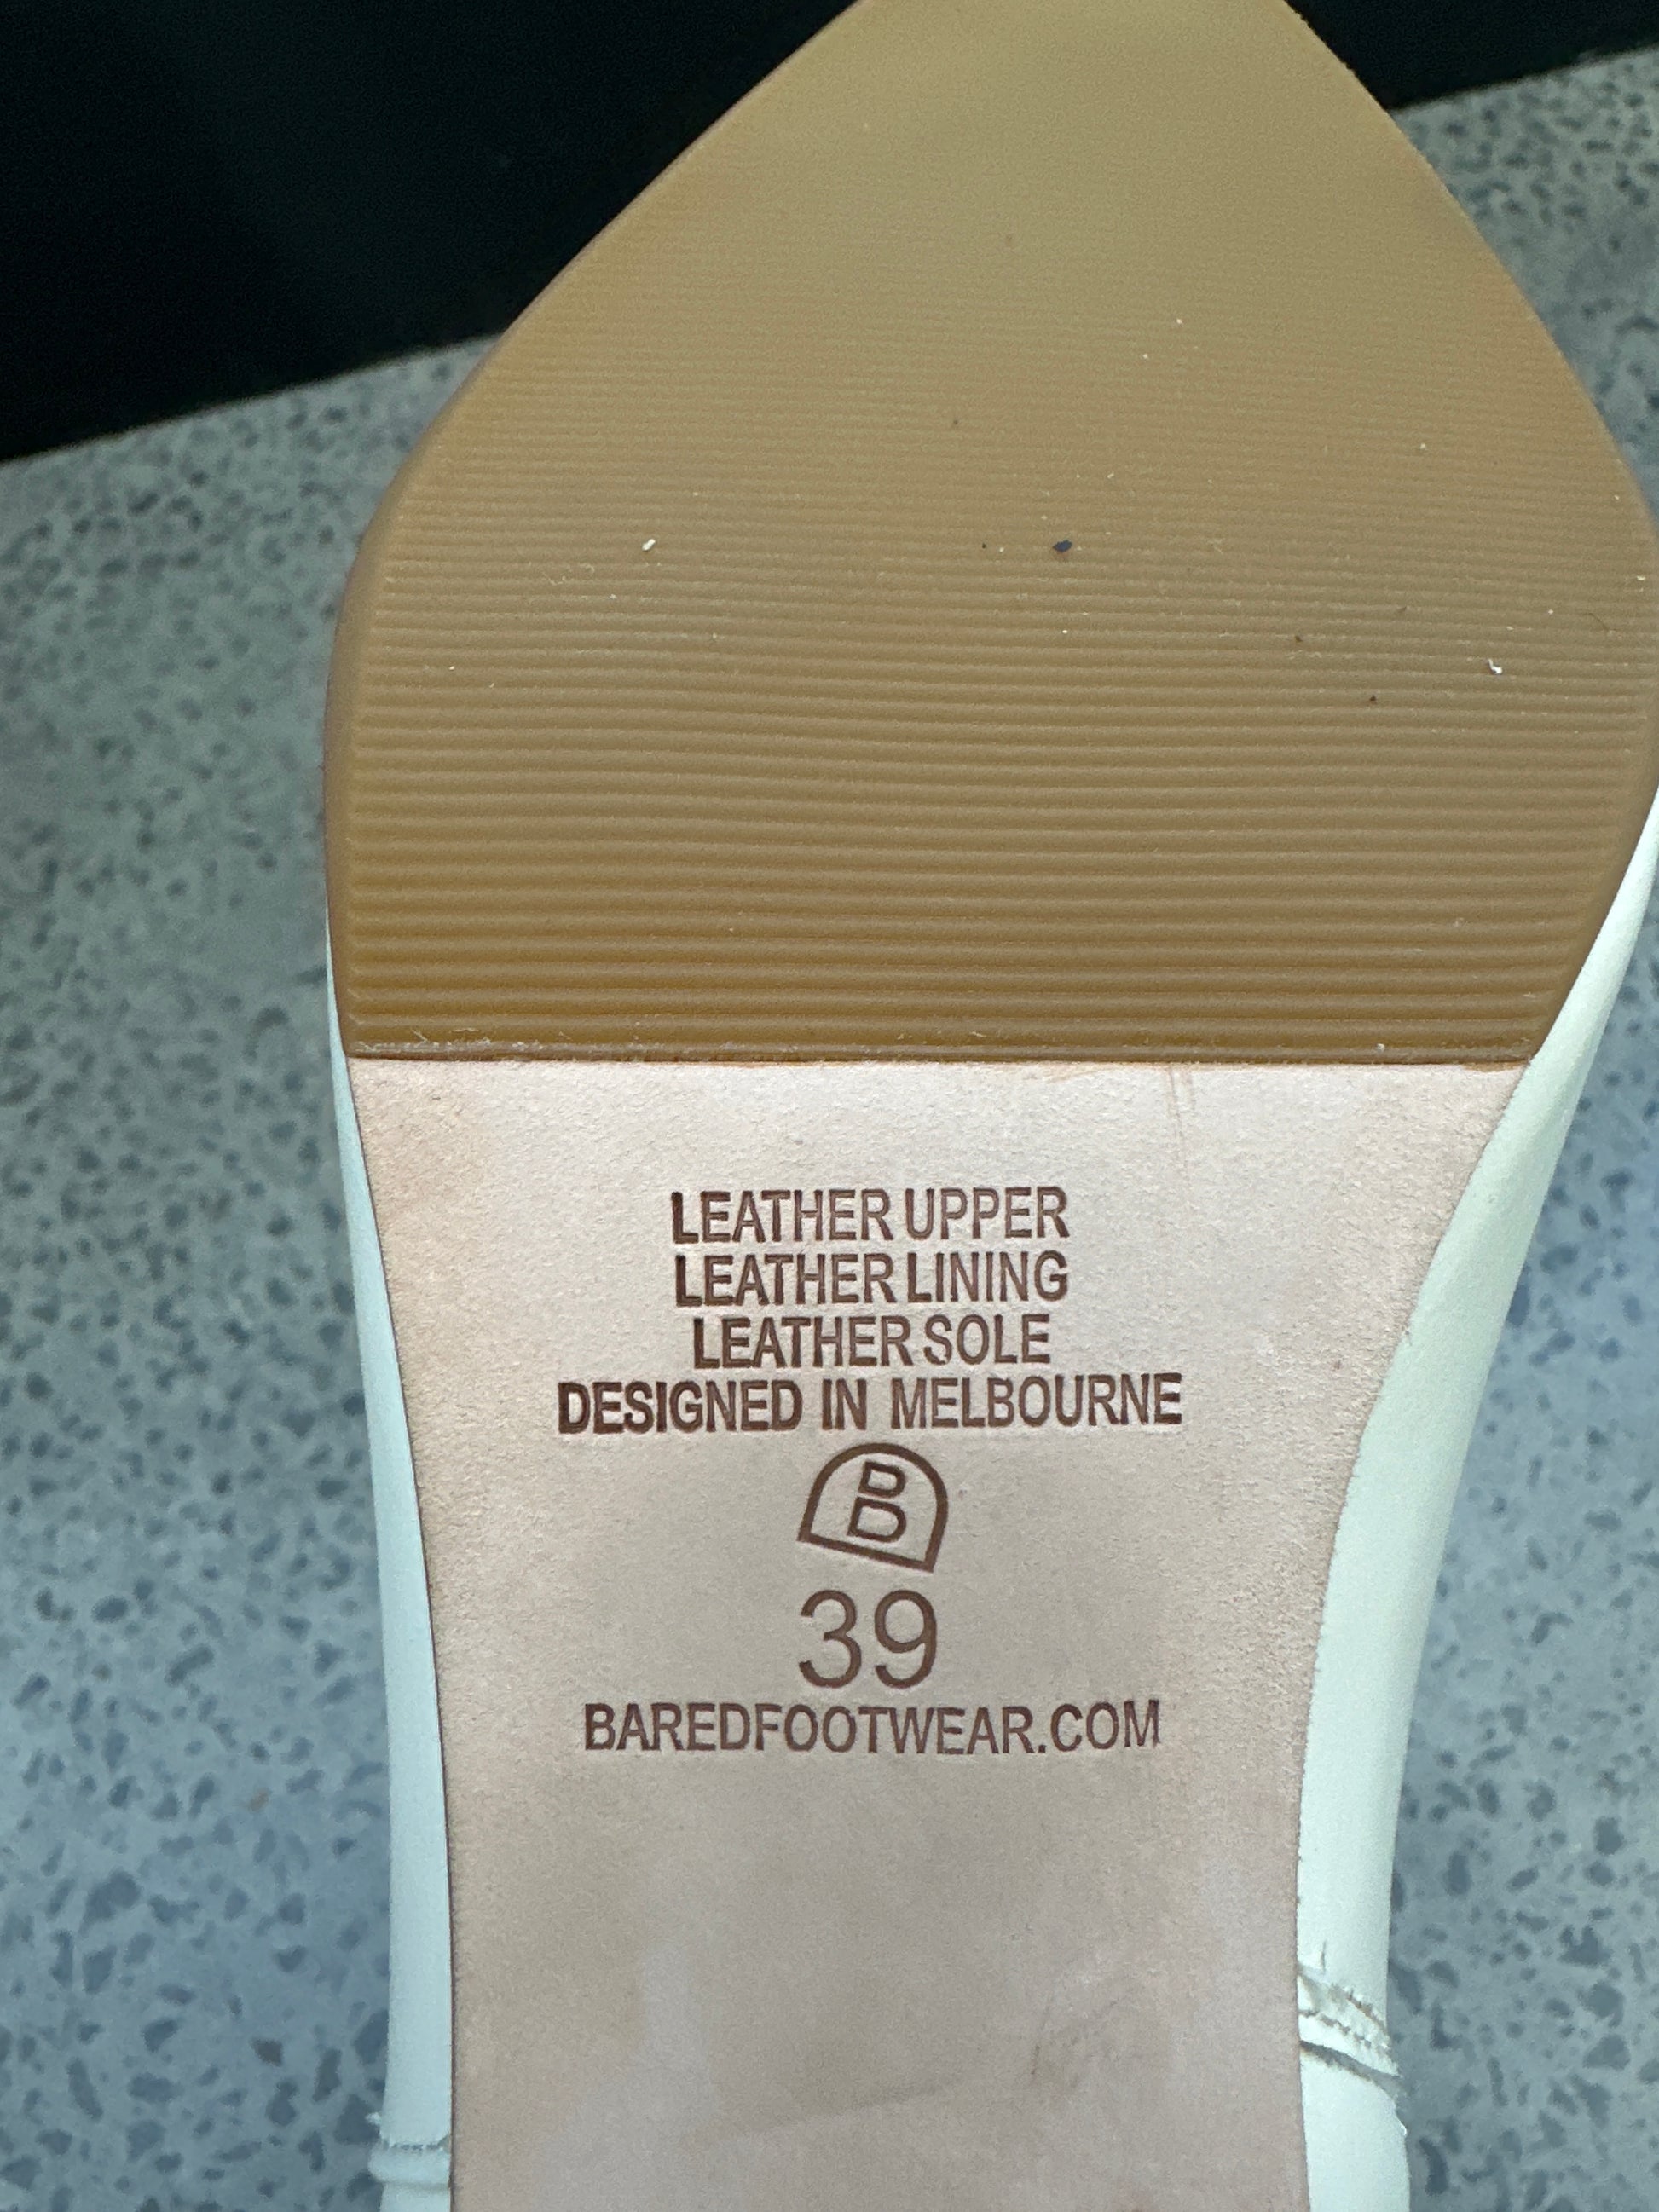 LEATHER UPPER
LEATHER LINING
LEATHER SOLE
DESIGNED IN MELBOURNE
B
39
BAREDFOOTWEAR.COM